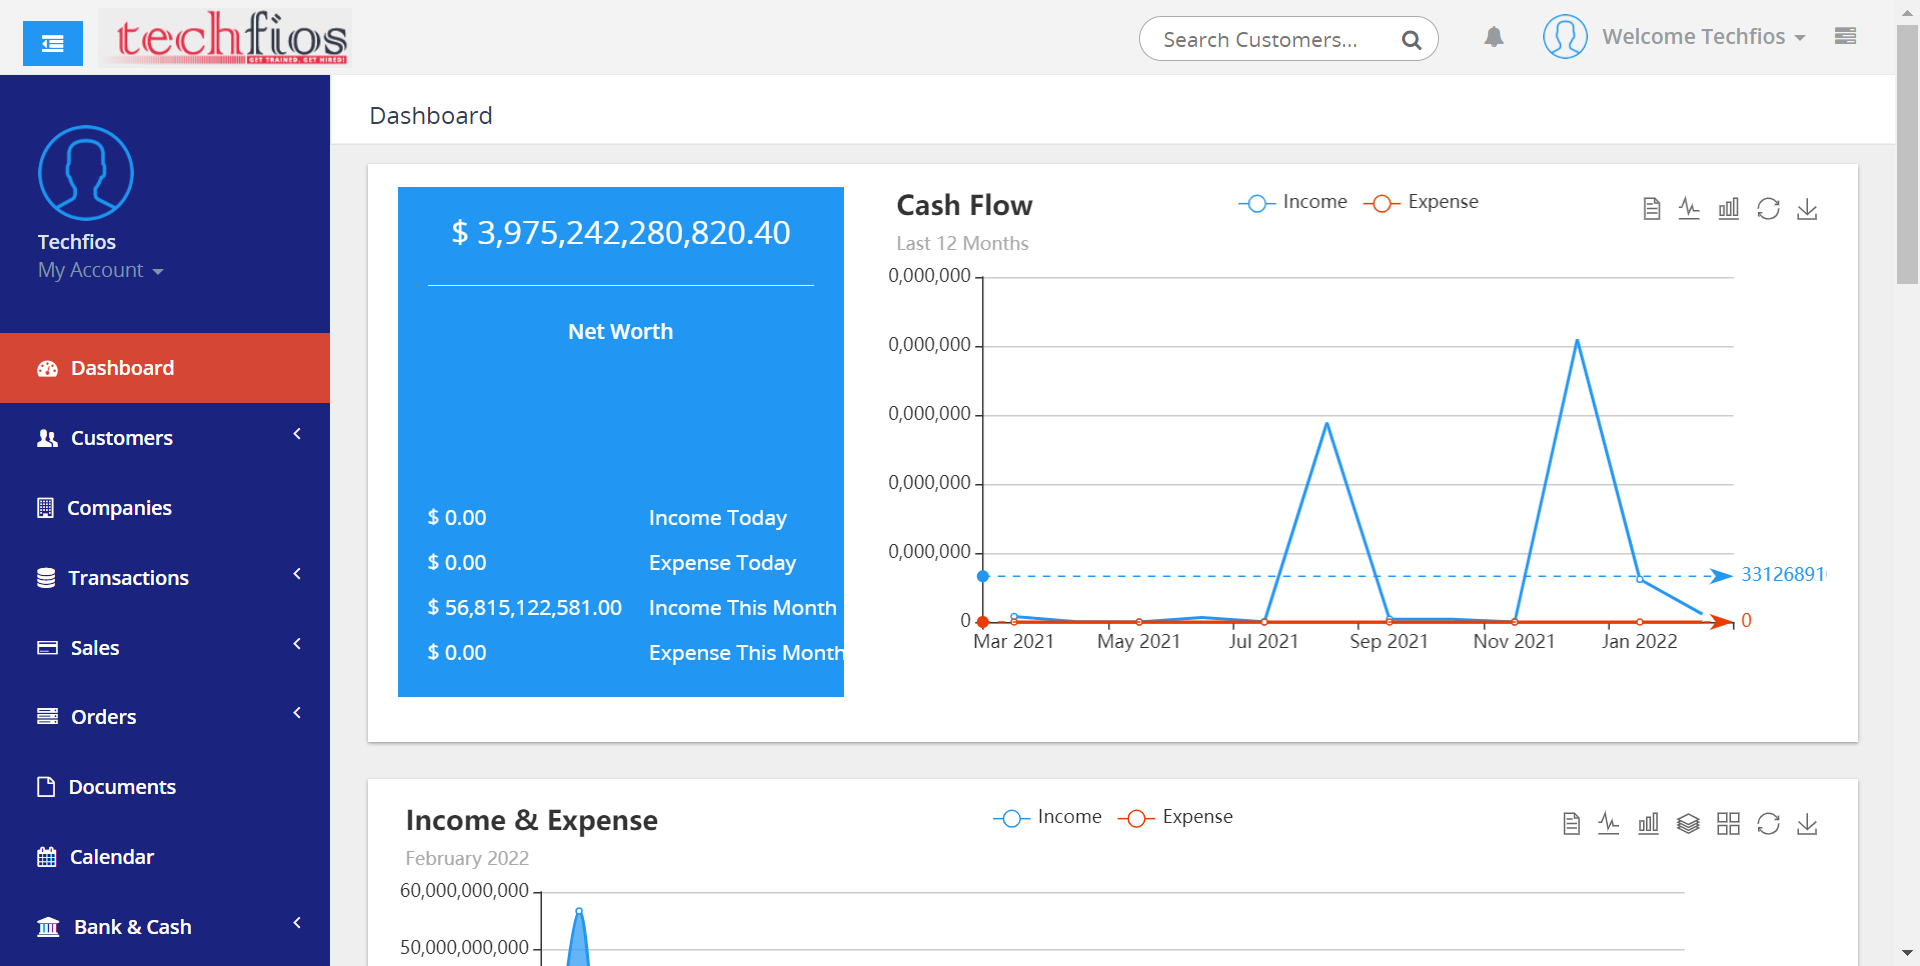 techfios
GET TRAINED. GET HIRED!
Search Customers...
Welcome Techfios
Techfios
My Account
Dashboard
Customers
Companies
Transactions
Sales
Orders
Documents
Calendar
Bank & Cash
Dashboard
$ 3,975,242,280,820.40
Net Worth
$ 0.00 Income Today
$ 0.00 Expense Today
$ 56,815,122,581.00 Income This Month
$ 0.00 Expense This Month
Cash Flow
Last 12 Months
Income Expense
0,000,000
0,000,000
0,000,000
0,000,000
0,000,000
0
33126891
0
Mar 2021 May 2021 Jul 2021 Sep 2021 Nov 2021 Jan 2022
Income & Expense
February 2022
Income Expense
60,000,000,000
50,000,000,000